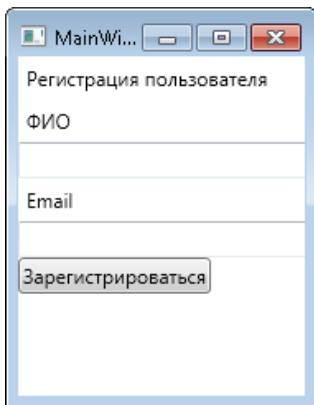 MainWi...
Регистрация пользователя
ФИО
Email
Зарегистрироваться